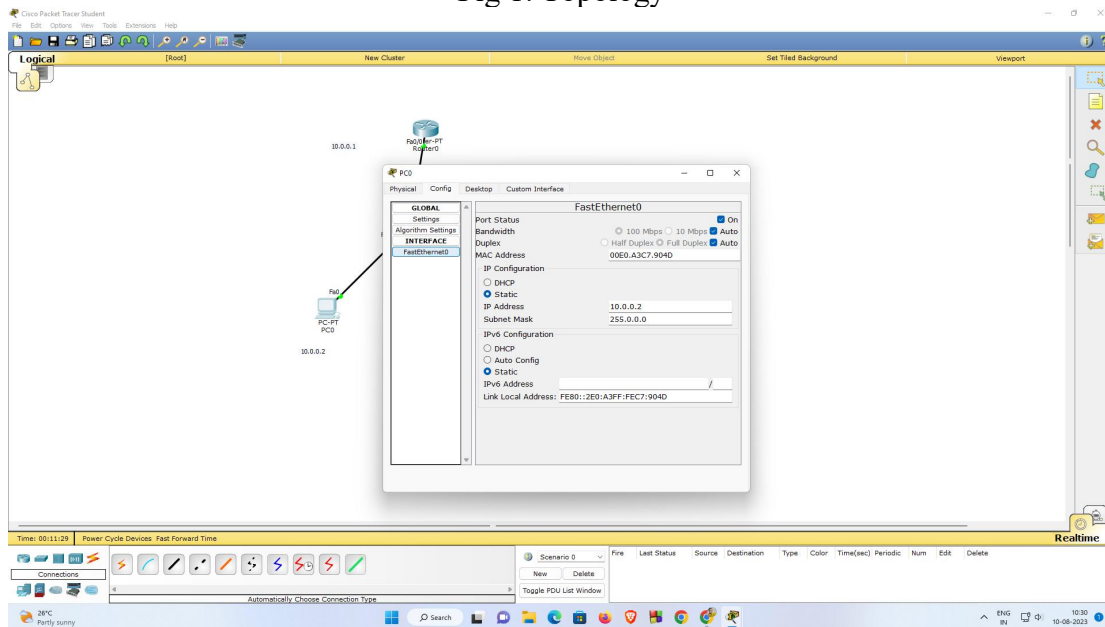 Fig 1. Topology
Cisco Packet Tracer Student
File Edit Options View Tools Extensions Help
Logical
[Root]
New Cluster
Move Object
Set Tiled Background
Viewport
10.0.0.1
Fa0/0
er-PT
Router0
PC0
Physical Config Desktop Custom Interface
GLOBAL
Settings
Algorithm Settings
INTERFACE
FastEthernet0
FastEthernet0
Port Status On
Bandwidth 100 Mbps 10 Mbps Auto
Duplex Half Duplex Full Duplex Auto
MAC Address 00E0.A3C7.904D
IP Configuration
DHCP
Static
IP Address 10.0.0.2
Subnet Mask 255.0.0.0
IPv6 Configuration
DHCP
Auto Config
Static
IPv6 Address /
Link Local Address: FE80::2E0:A3FF:FEC7:904D
Fa0
PC-PT
PC0
10.0.0.2
Time: 00:11:29 Power Cycle Devices Fast Forward Time
Realtime
Connections
Automatically Choose Connection Type
Scenario 0
New Delete
Toggle PDU List Window
Fire Last Status Source Destination Type Color Time(sec) Periodic Num Edit Delete
26°C
Partly sunny
Search
ENG
IN
10:30
10-08-2023